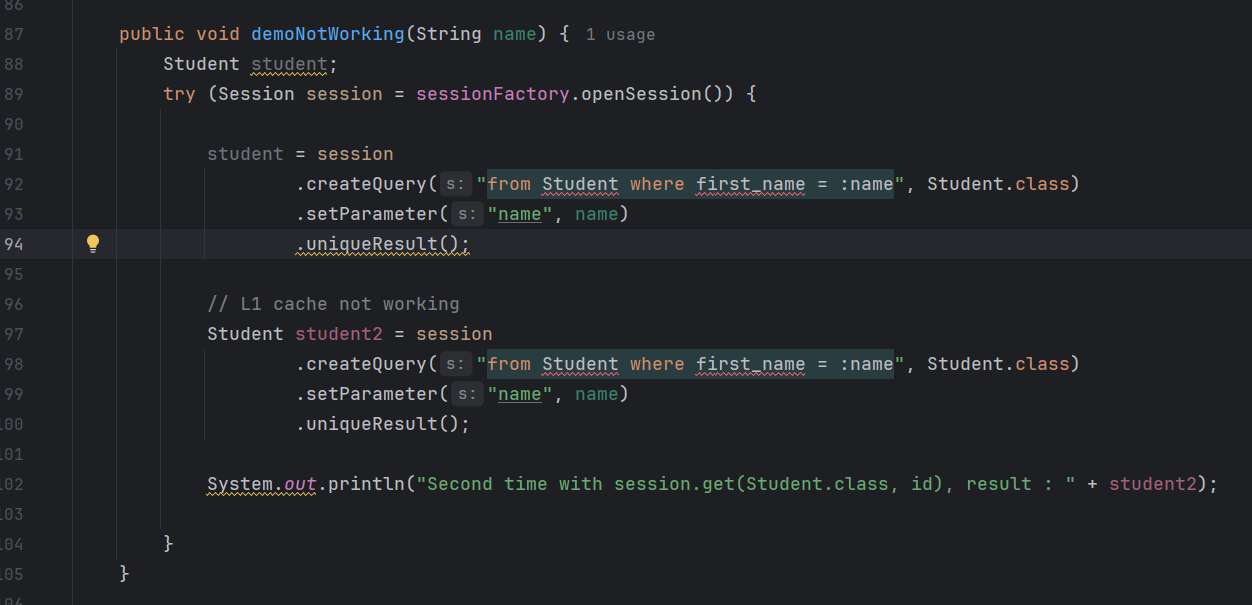 86
87 public void demoNotWorking(String name) { 1 usage
88 Student student;
89 try (Session session = sessionFactory.openSession()) {
90
91 student = session
92 .createQuery( s: "from Student where first_name = :name", Student.class)
93 .setParameter( s: "name", name)
94 .uniqueResult();
95
96 // L1 cache not working
97 Student student2 = session
98 .createQuery( s: "from Student where first_name = :name", Student.class)
99 .setParameter( s: "name", name)
100 .uniqueResult();
101
102 System.out.println("Second time with session.get(Student.class, id), result : " + student2);
103
104 }
105 }
106